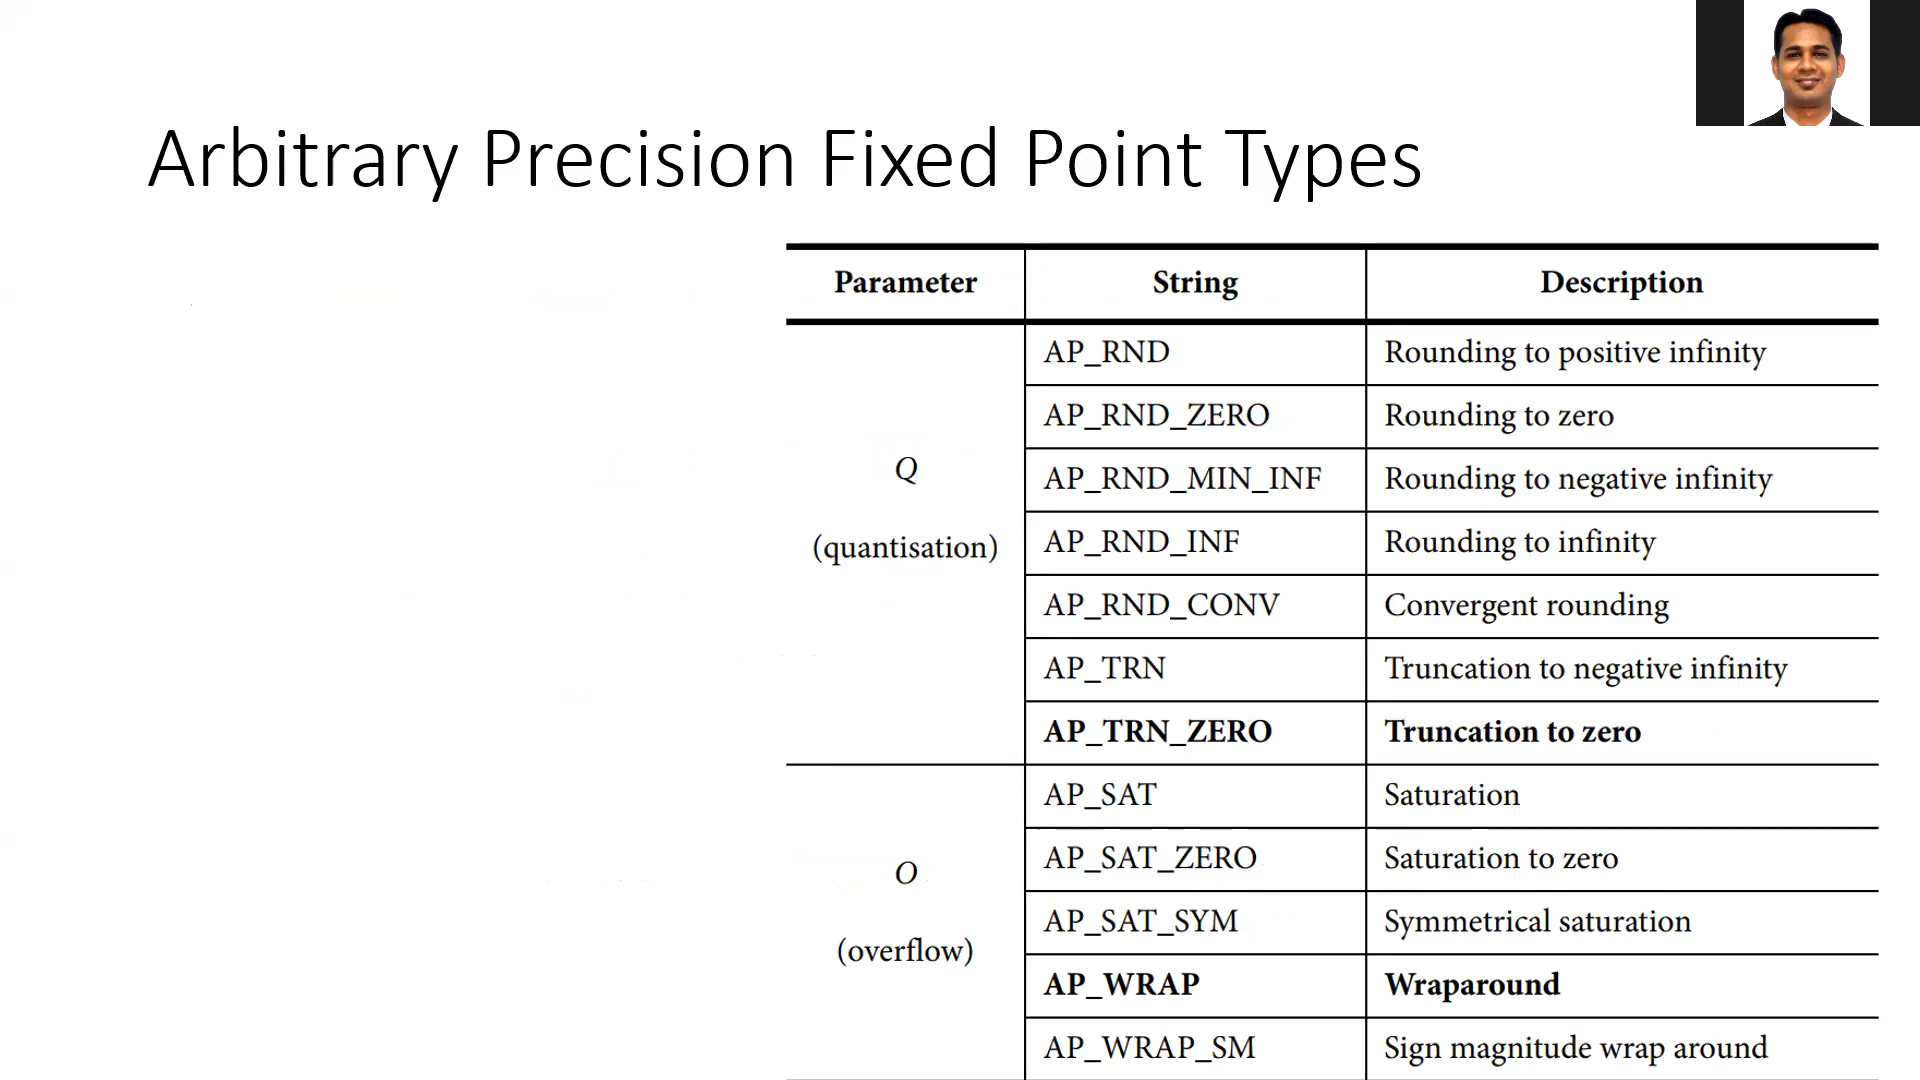 Arbitrary Precision Fixed Point Types
Parameter String Description
AP_RND Rounding to positive infinity
AP_RND_ZERO Rounding to zero
Q
AP_RND_MIN_INF Rounding to negative infinity
(quantisation)
AP_RND_INF Rounding to infinity
AP_RND_CONV Convergent rounding
AP_TRN Truncation to negative infinity
AP_TRN_ZERO Truncation to zero
AP_SAT Saturation
AP_SAT_ZERO Saturation to zero
O
AP_SAT_SYM Symmetrical saturation
(overflow)
AP_WRAP Wraparound
AP_WRAP_SM Sign magnitude wrap around